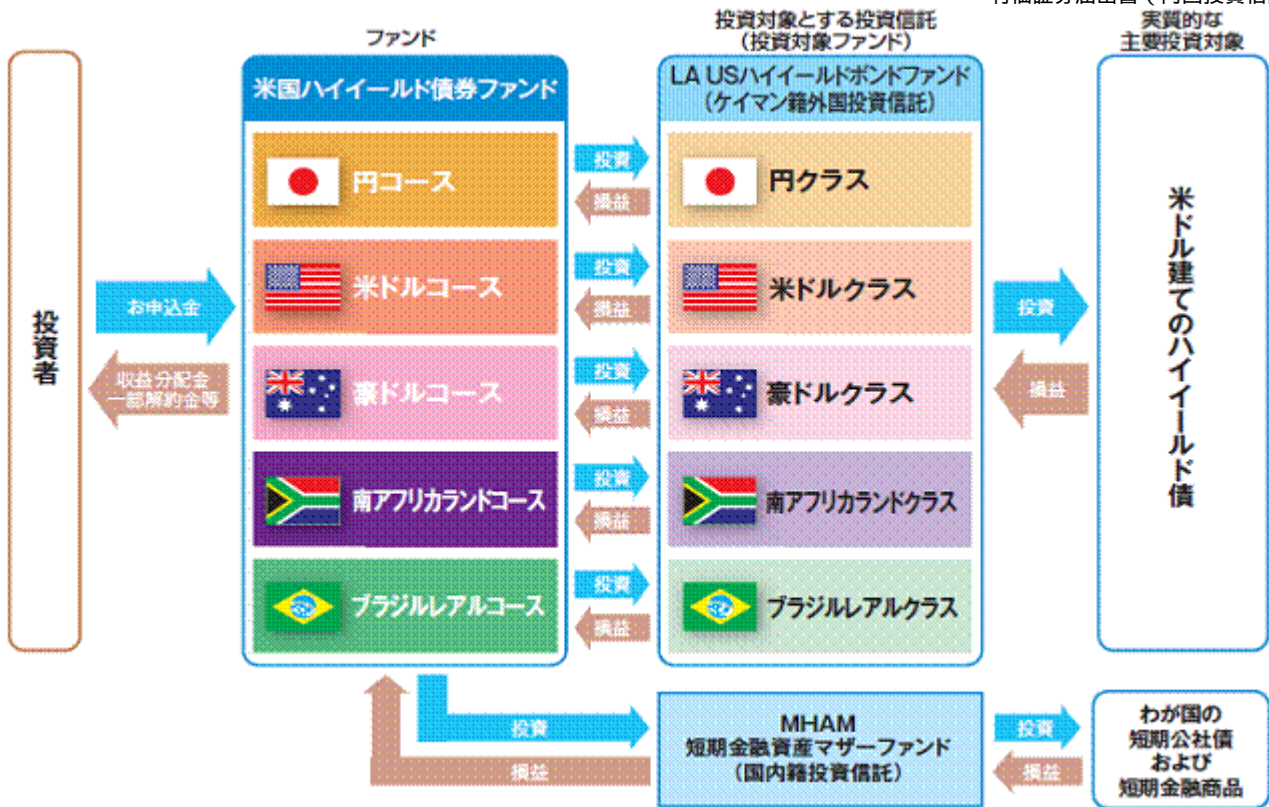 ファンド
投資対象とする投資信託
(投資対象ファンド)
実質的な
主要投資対象
投資者
お申込金
収益分配金
一部解約金等
米国ハイイールド債券ファンド
円コース
米ドルコース
豪ドルコース
南アフリカランドコース
ブラジルレアルコース
投資
損益
投資
損益
投資
損益
投資
損益
投資
損益
LA USハイイールドボンドファンド
(ケイマン籍外国投資信託)
円クラス
米ドルクラス
豪ドルクラス
南アフリカランドクラス
ブラジルレアルクラス
投資
損益
米ドル建てのハイイールド債
投資
損益
MHAM
短期金融資産マザーファンド
(国内籍投資信託)
投資
損益
わが国の
短期公社債
および
短期金融商品